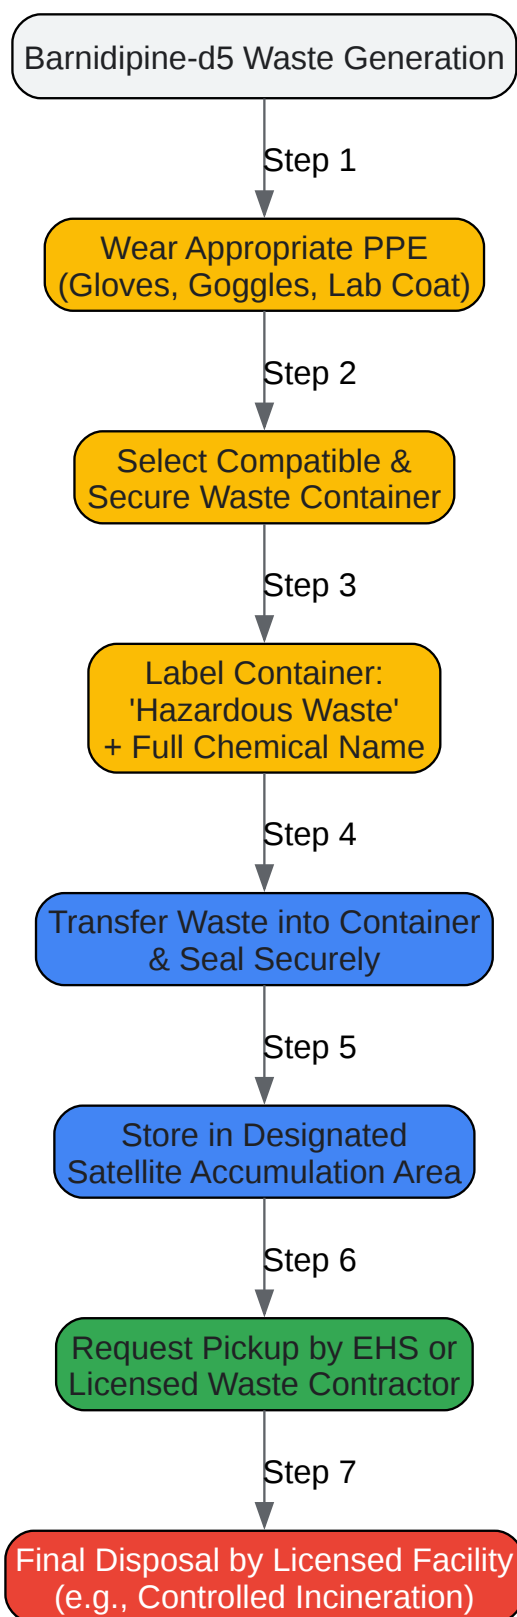 Barnidipine-d5 Waste Generation
Step 1
Wear Appropriate PPE
(Gloves, Goggles, Lab Coat)
Step 2
Select Compatible &
Secure Waste Container
Step 3
Label Container:
'Hazardous Waste'
+ Full Chemical Name
Step 4
Transfer Waste into Container
& Seal Securely
Step 5
Store in Designated
Satellite Accumulation Area
Step 6
Request Pickup by EHS or
Licensed Waste Contractor
Step 7
Final Disposal by Licensed Facility
(e.g., Controlled Incineration)